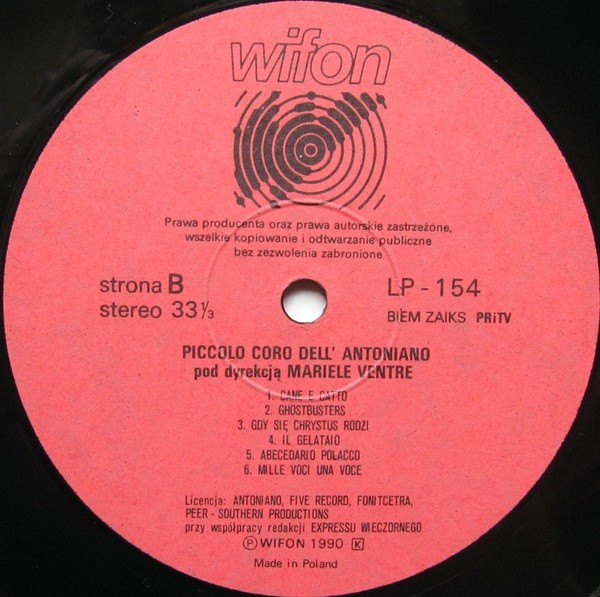 wifon
Prawa producenta oraz prawa autorskie zastrzeżone,
wszelkie kopiowanie i odtwarzanie publiczne
bez zezwolenia zabronione
strona B
stereo 33 1/3
LP - 154
BIEM ZAIKS PRiTV
PICCOLO CORO DELL' ANTONIANO
pod dyrekcją MARIELE VENTRE
1. CANE E GATTO
2. GHOSTBUSTERS
3. GDY SIĘ CHRYSTUS RODZI
4. IL GELATAIO
5. ABECEDARIO POLACCO
6. MILLE VOCI UNA VOCE
Licencja: ANTONIANO, FIVE RECORD, FONITCETRA,
PEER - SOUTHERN PRODUCTIONS
przy współpracy redakcji EXPRESSU WIECZORNEGO
Ⓟ WIFON 1990 K
Made in Poland